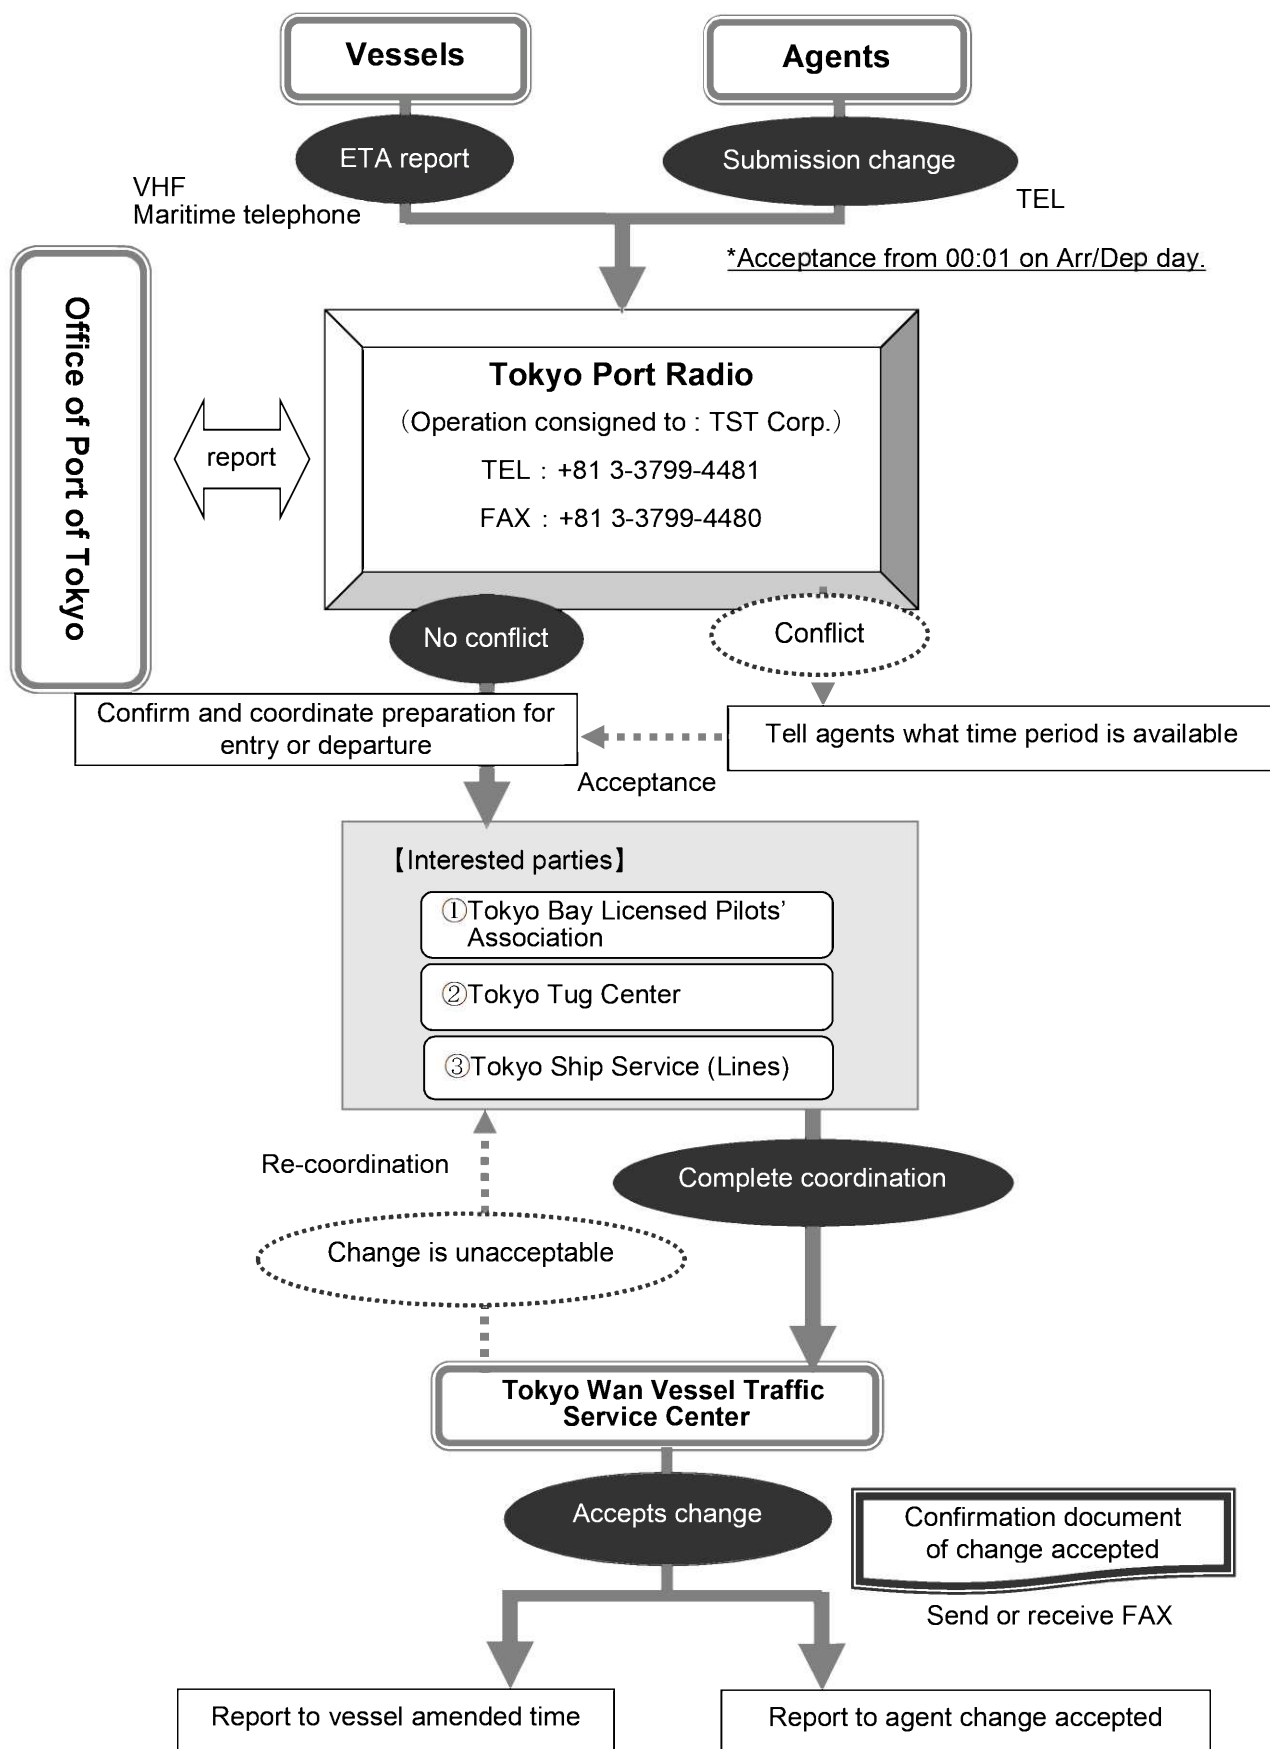 Vessels
Agents
ETA report
Submission change
VHF
Maritime telephone
TEL
*Acceptance from 00:01 on Arr/Dep day.
Office of Port of Tokyo
report
Tokyo Port Radio
（Operation consigned to : TST Corp.）
TEL：+81 3-3799-4481
FAX：+81 3-3799-4480
No conflict
Conflict
Confirm and coordinate preparation for
entry or departure
Tell agents what time period is available
Acceptance
【Interested parties】
①Tokyo Bay Licensed Pilots’
Association
②Tokyo Tug Center
③Tokyo Ship Service (Lines)
Re-coordination
Complete coordination
Change is unacceptable
Tokyo Wan Vessel Traffic
Service Center
Accepts change
Confirmation document
of change accepted
Send or receive FAX
Report to vessel amended time
Report to agent change accepted